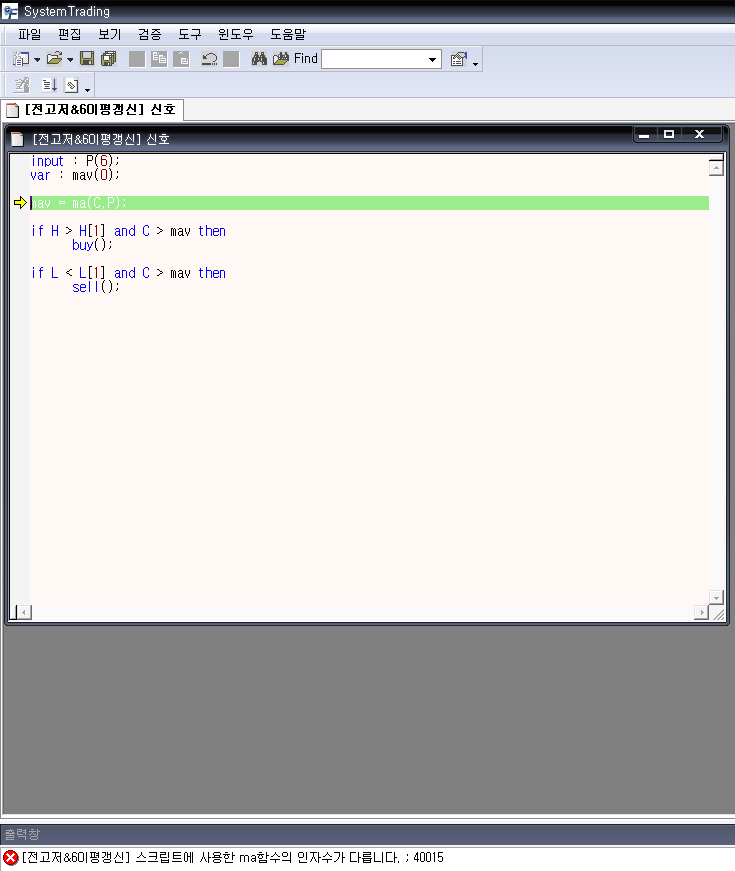 SystemTrading
파일 편집 보기 검증 도구 윈도우 도움말
Find
[전고저&6이평갱신] 신호
[전고저&6이평갱신] 신호
input : P(6);
var : mav(0);
mav = ma(C,P);
if H > H[1] and C > mav then
buy();
if L < L[1] and C > mav then
sell();
출력창
[전고저&6이평갱신] 스크립트에 사용한 ma함수의 인자수가 다릅니다. ; 40015